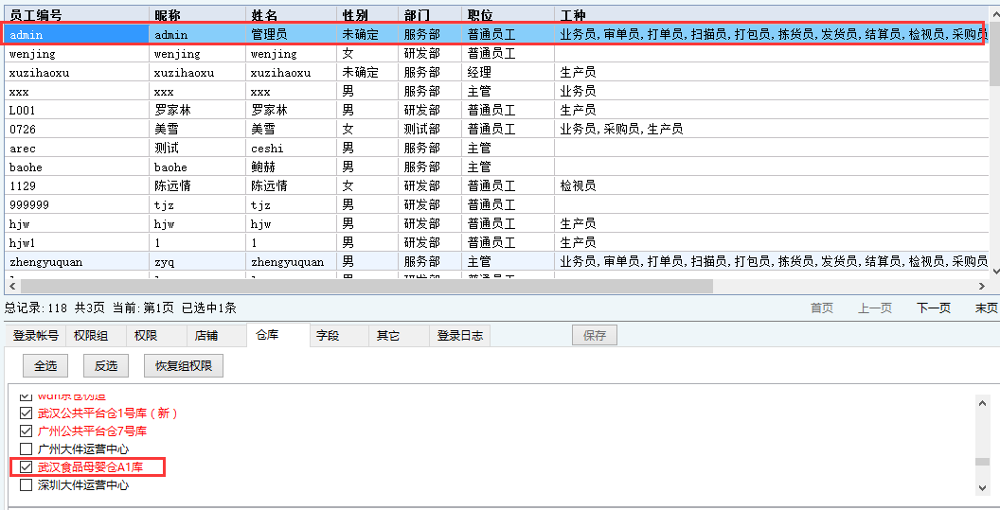 员工编号 昵称 姓名 性别 部门 职位 工种
admin admin 管理员 未确定 服务部 普通员工 业务员,审单员,打单员,扫描员,打包员,拣货员,发货员,结算员,检视员,采购员
wenjing wenjing wenjing 女 研发部 普通员工
xuzihaoxu xuzihaoxu xuzihaoxu 未确定 服务部 经理 生产员
xxx xxx xxx 男 服务部 主管 业务员
L001 罗家林 罗家林 男 研发部 普通员工 生产员
0726 美雪 美雪 女 测试部 普通员工 业务员,采购员,生产员
arec 测试 ceshi 男 服务部 主管
baohe baohe 鲍赫 男 服务部 主管
1129 陈远情 陈远情 女 研发部 普通员工 检视员
999999 tjz tjz 男 研发部 普通员工
hjw hjw hjw 男 研发部 普通员工 生产员
hjw1 1 1 男 研发部 普通员工 生产员
zhengyuquan zyq zhengyuquan 男 服务部 主管 业务员,审单员,打单员,扫描员,打包员,拣货员,发货员,结算员,检视员,采购员
总记录:118 共3页 当前:第1页 已选中1条 首页 上一页 下一页 末页
登录帐号 权限组 权限 店铺 仓库 字段 其它 登录日志 保存
全选 反选 恢复组权限
武汉公共平台仓1号库（新）
广州公共平台仓7号库
广州大件运营中心
武汉食品母婴仓A1库
深圳大件运营中心